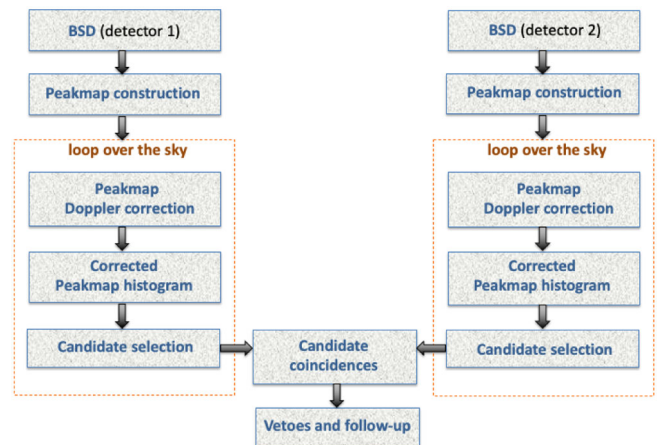 BSD (detector 1)
Peakmap construction
loop over the sky
Peakmap
Doppler correction
Corrected
Peakmap histogram
Candidate selection
BSD (detector 2)
Peakmap construction
loop over the sky
Peakmap
Doppler correction
Corrected
Peakmap histogram
Candidate selection
Candidate
coincidences
Vetoes and follow-up